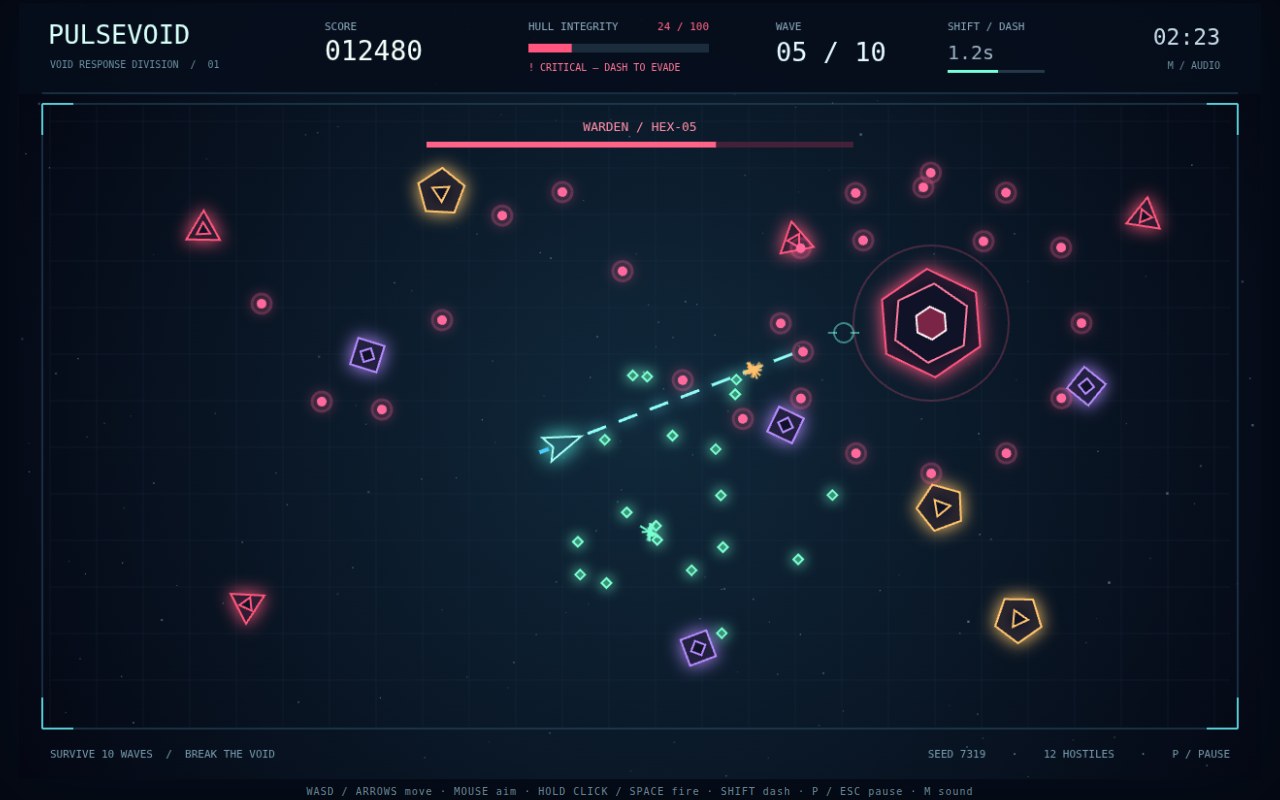 PULSEVOID
VOID RESPONSE DIVISION / 01
SCORE
012480
HULL INTEGRITY 24 / 100
! CRITICAL — DASH TO EVADE
WAVE
05 / 10
SHIFT / DASH
1.2s
02:23
M / AUDIO
WARDEN / HEX-05
SURVIVE 10 WAVES / BREAK THE VOID
SEED 7319 · 12 HOSTILES · P / PAUSE
WASD / ARROWS move · MOUSE aim · HOLD CLICK / SPACE fire · SHIFT dash · P / ESC pause · M sound